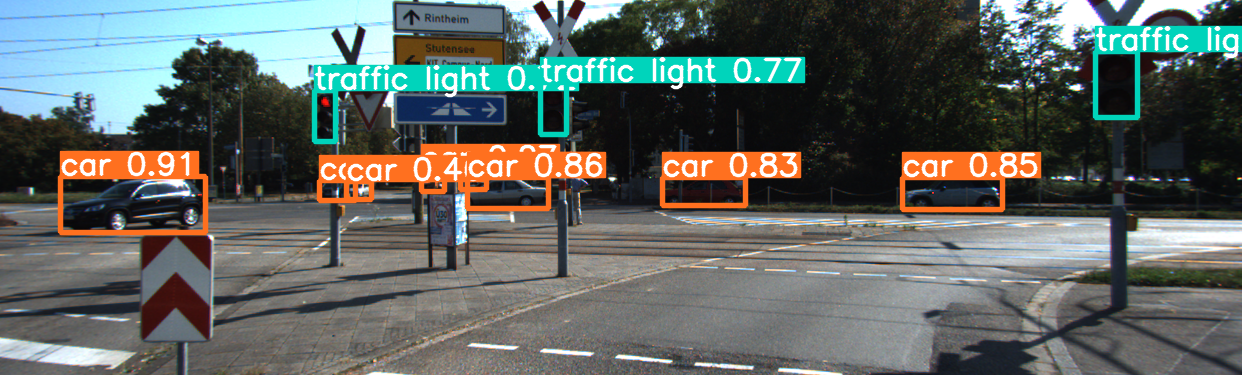 Rintheim
Stutensee
traffic light 0.
traffic light 0.77
traffic lig
car 0.91
car 0.4
car 0.86
car 0.83
car 0.85